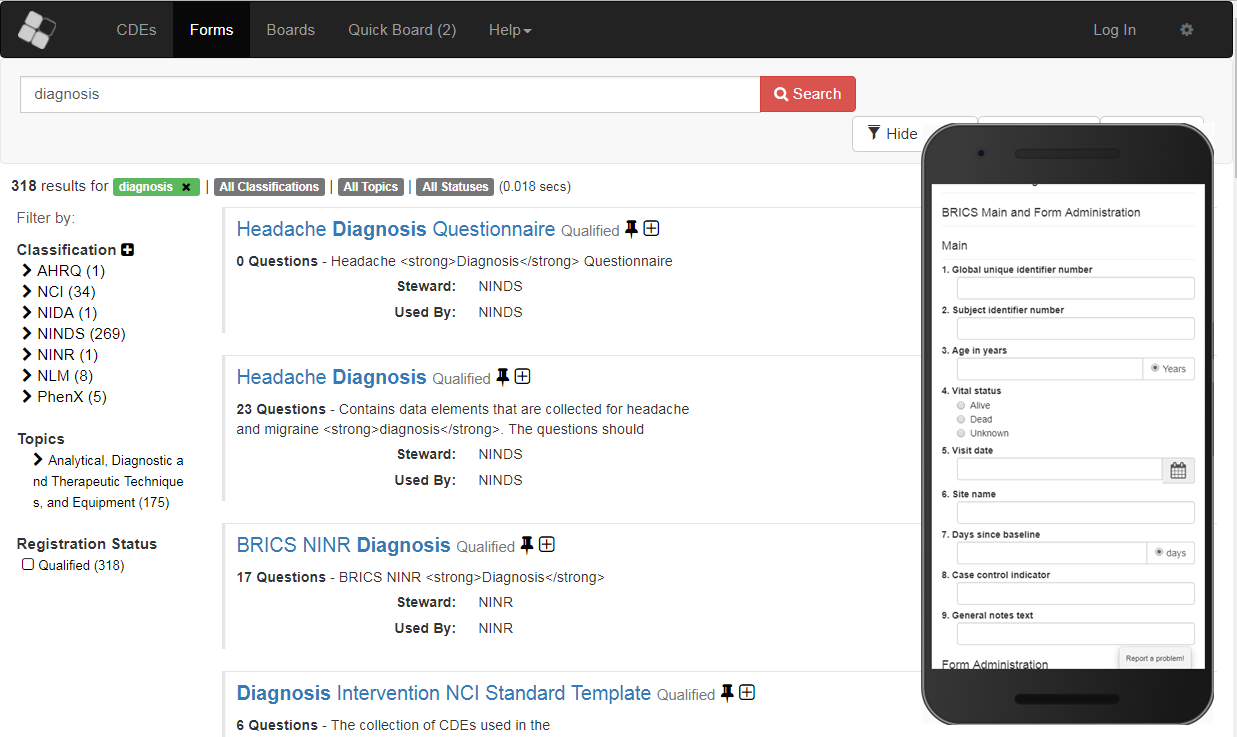 CDEs Forms Boards Quick Board (2) Help Log In
diagnosis Search
Hide
318 results for diagnosis × | All Classifications | All Topics | All Statuses (0.018 secs)
Filter by:
Classification
AHRQ (1)
NCI (34)
NIDA (1)
NINDS (269)
NINR (1)
NLM (8)
PhenX (5)
Topics
Analytical, Diagnostic a
nd Therapeutic Technique
s, and Equipment (175)
Registration Status
Qualified (318)
Headache Diagnosis Questionnaire Qualified
0 Questions - Headache <strong>Diagnosis</strong> Questionnaire
Steward: NINDS
Used By: NINDS
Headache Diagnosis Qualified
23 Questions - Contains data elements that are collected for headache
and migraine <strong>diagnosis</strong>. The questions should
Steward: NINDS
Used By: NINDS
BRICS NINR Diagnosis Qualified
17 Questions - BRICS NINR <strong>Diagnosis</strong>
Steward: NINR
Used By: NINR
Diagnosis Intervention NCI Standard Template Qualified
6 Questions - The collection of CDEs used in the
BRICS Main and Form Administration
Main
1. Global unique identifier number
2. Subject identifier number
3. Age in years
Years
4. Vital status
Alive
Dead
Unknown
5. Visit date
6. Site name
7. Days since baseline
days
8. Case control indicator
9. General notes text
Report a problem!
Form Administration